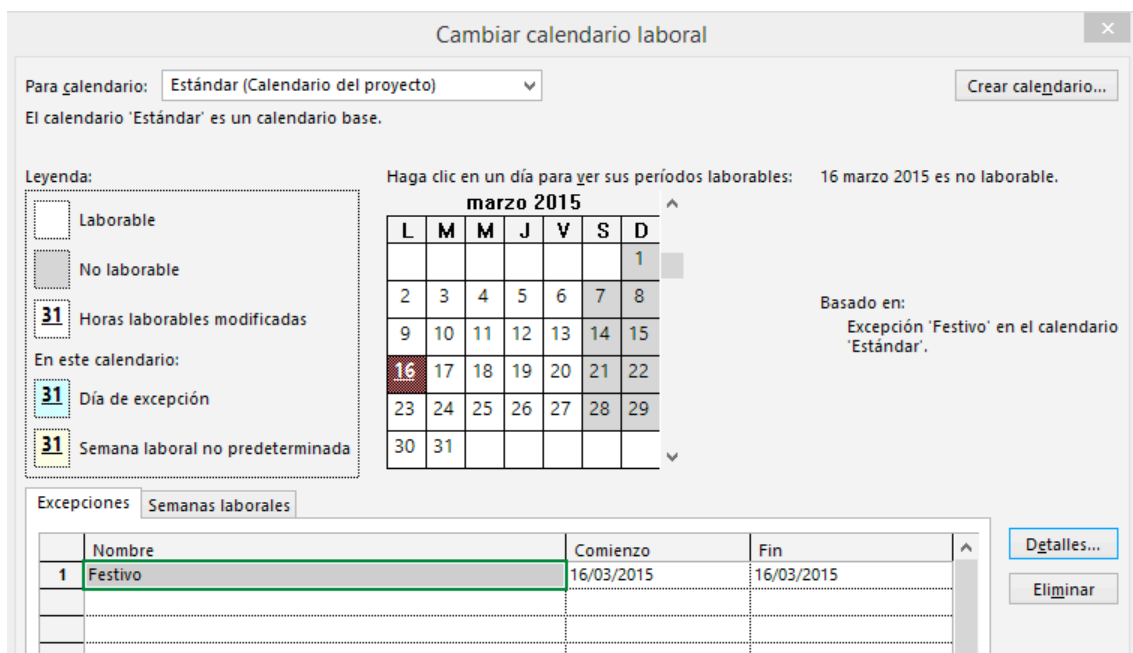 Cambiar calendario laboral
Para calendario: Estándar (Calendario del proyecto)
Crear calendario...
El calendario 'Estándar' es un calendario base.
Leyenda:
Laborable
No laborable
31 Horas laborables modificadas
En este calendario:
31 Día de excepción
31 Semana laboral no predeterminada
Haga clic en un día para ver sus períodos laborables:
marzo 2015
L M M J V S D
1
2 3 4 5 6 7 8
9 10 11 12 13 14 15
16 17 18 19 20 21 22
23 24 25 26 27 28 29
30 31
16 marzo 2015 es no laborable.
Basado en:
Excepción 'Festivo' en el calendario
'Estándar'.
Excepciones Semanas laborales
Nombre Comienzo Fin
1 Festivo 16/03/2015 16/03/2015
Detalles...
Eliminar